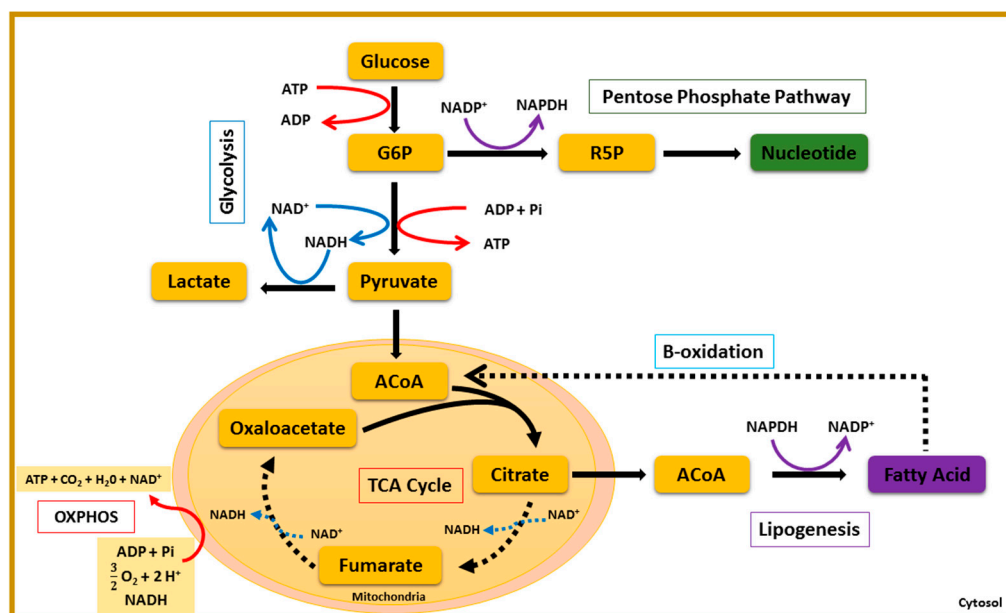 Glucose
ATP
ADP
NADP⁺
NAPDH
Pentose Phosphate Pathway
G6P
R5P
Nucleotide
Glycolysis
NAD⁺
NADH
ADP + Pi
ATP
Lactate
Pyruvate
B-oxidation
ACoA
Oxaloacetate
NAPDH
NADP⁺
TCA Cycle
Citrate
ACoA
Fatty Acid
ATP + CO₂ + H₂0 + NAD⁺
OXPHOS
NADH
NAD⁺
NADH
NAD⁺
Lipogenesis
ADP + Pi
3/2 O₂ + 2 H⁺
NADH
Fumarate
Mitochondria
Cytosol